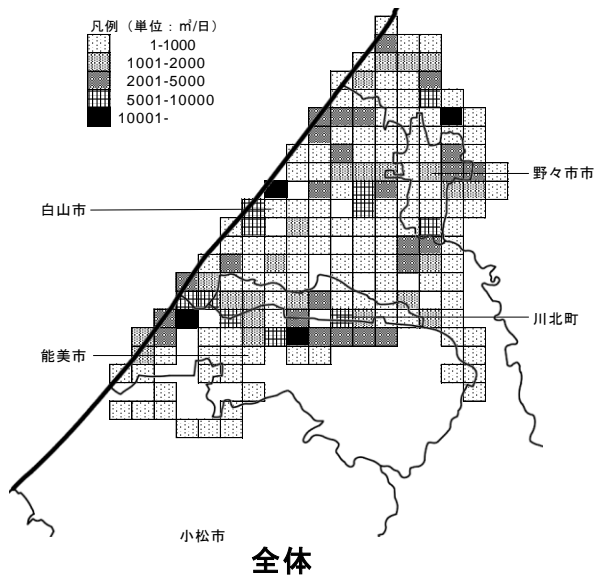 凡例（単位：㎥/日）
1-1000
1001-2000
2001-5000
5001-10000
10001-
野々市市
白山市
川北町
能美市
小松市
全体